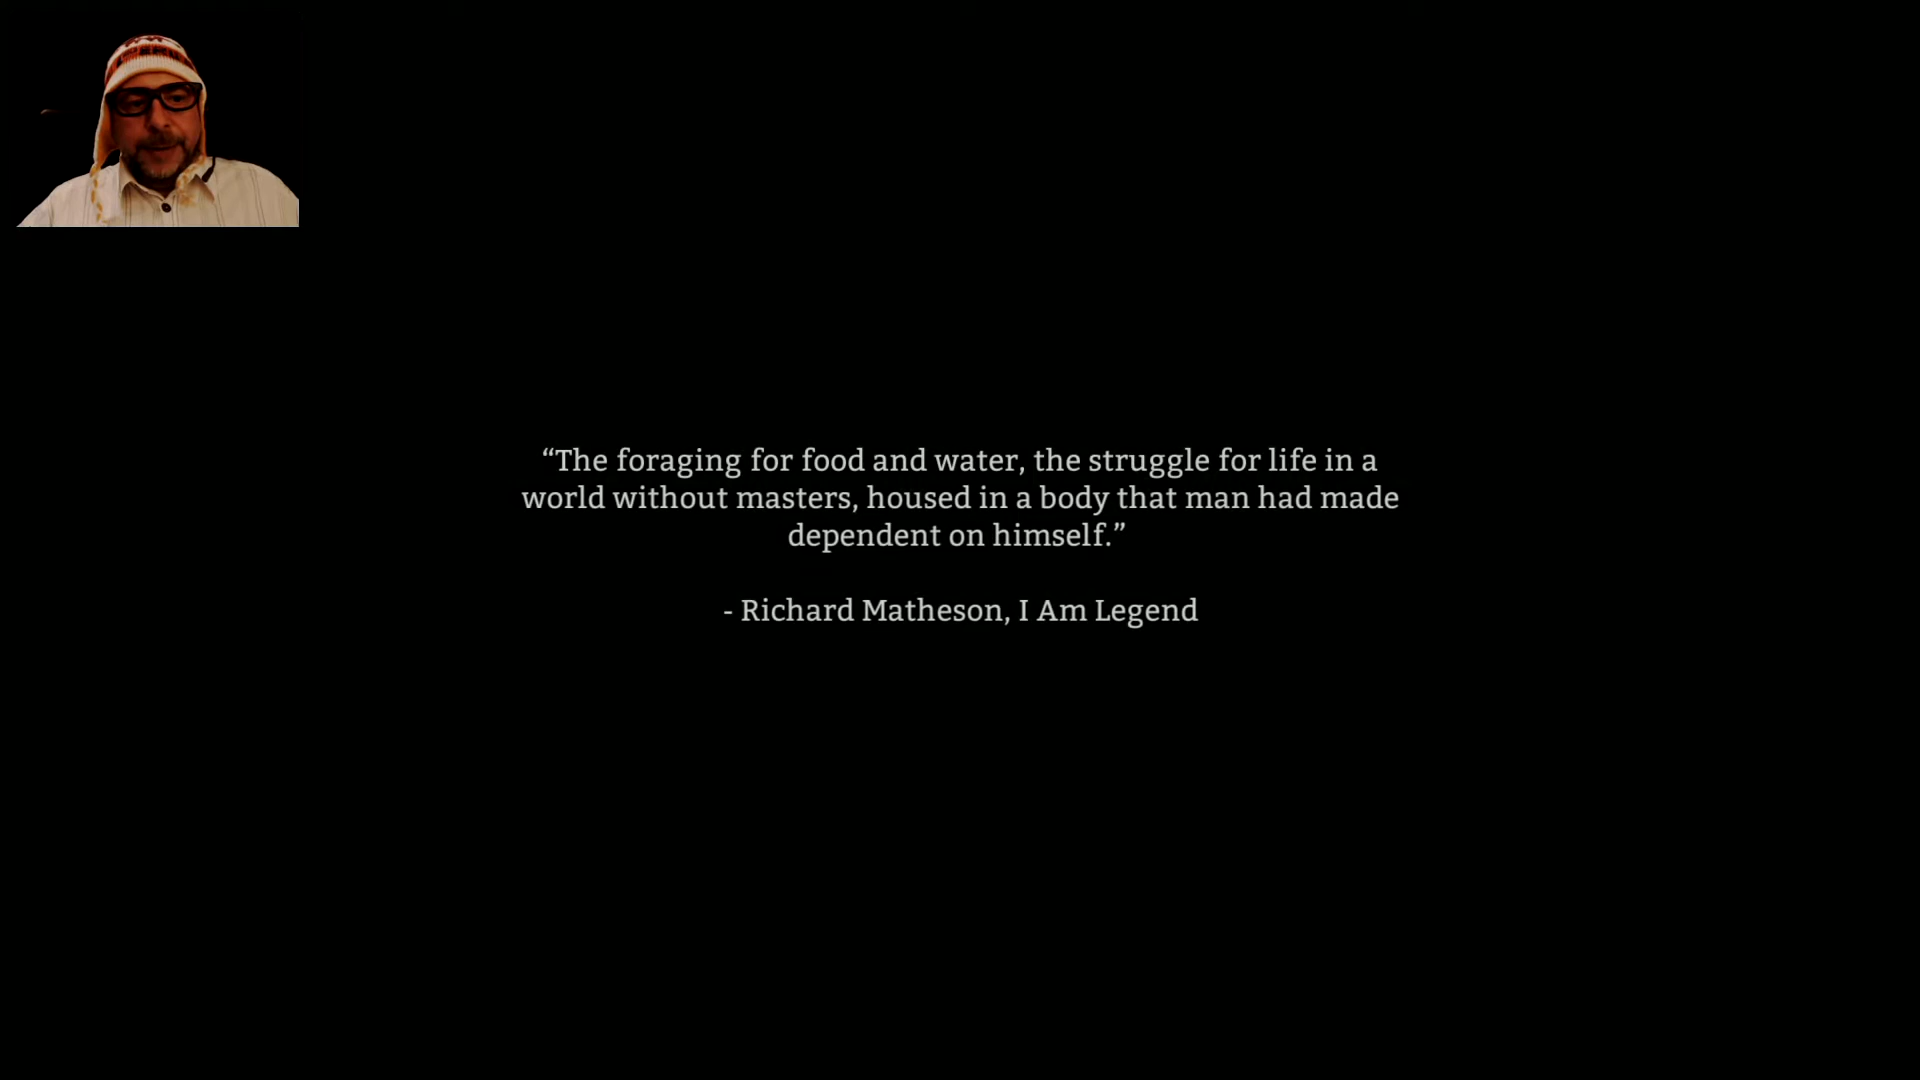 “The foraging for food and water, the struggle for life in a
world without masters, housed in a body that man had made
dependent on himself.”
- Richard Matheson, I Am Legend